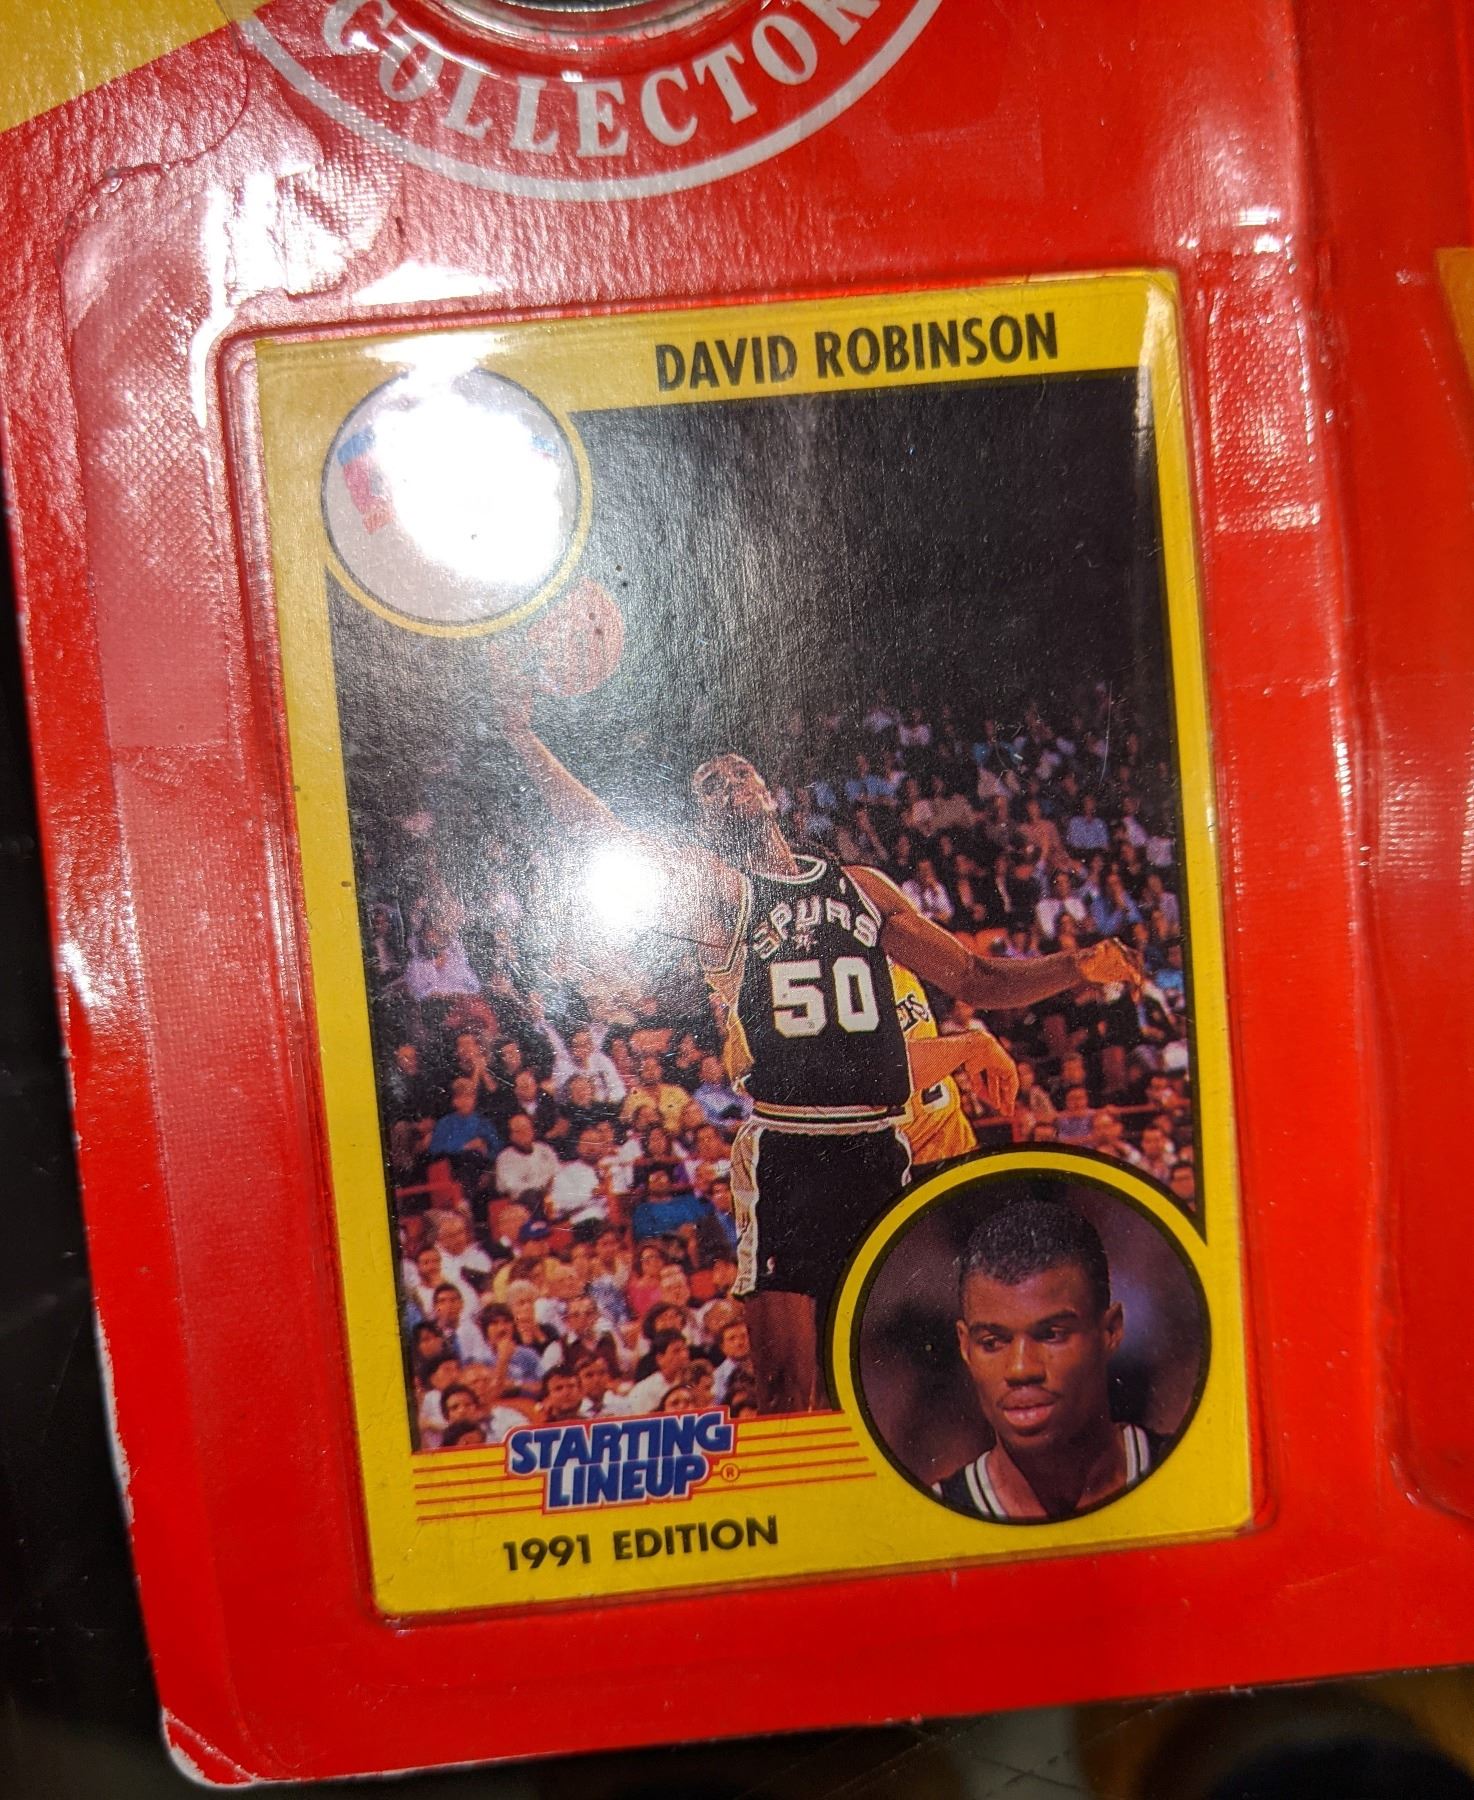 COLLECTOR
DAVID ROBINSON
SPURS
50
STARTING
LINEUP®
1991 EDITION